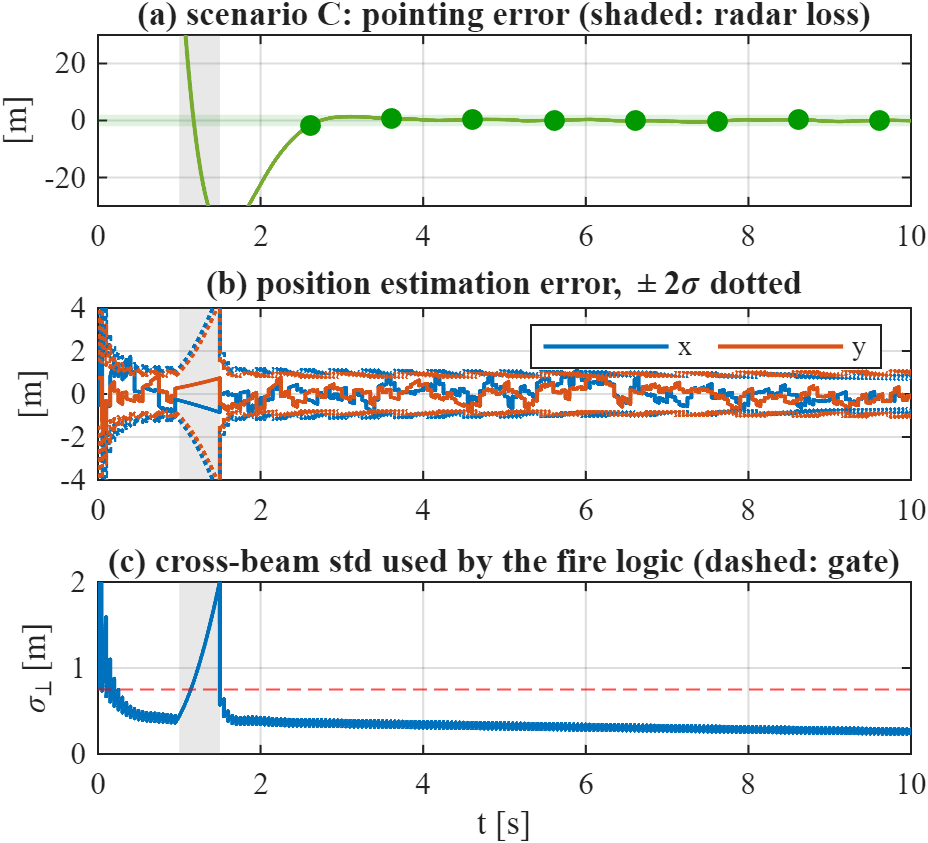 (a) scenario C: pointing error (shaded: radar loss)
[m]
20
0
-20
0 2 4 6 8 10
(b) position estimation error, ± 2σ dotted
[m]
4
2
0
-2
-4
x y
0 2 4 6 8 10
(c) cross-beam std used by the fire logic (dashed: gate)
σ⊥ [m]
2
1
0
0 2 4 6 8 10
t [s]